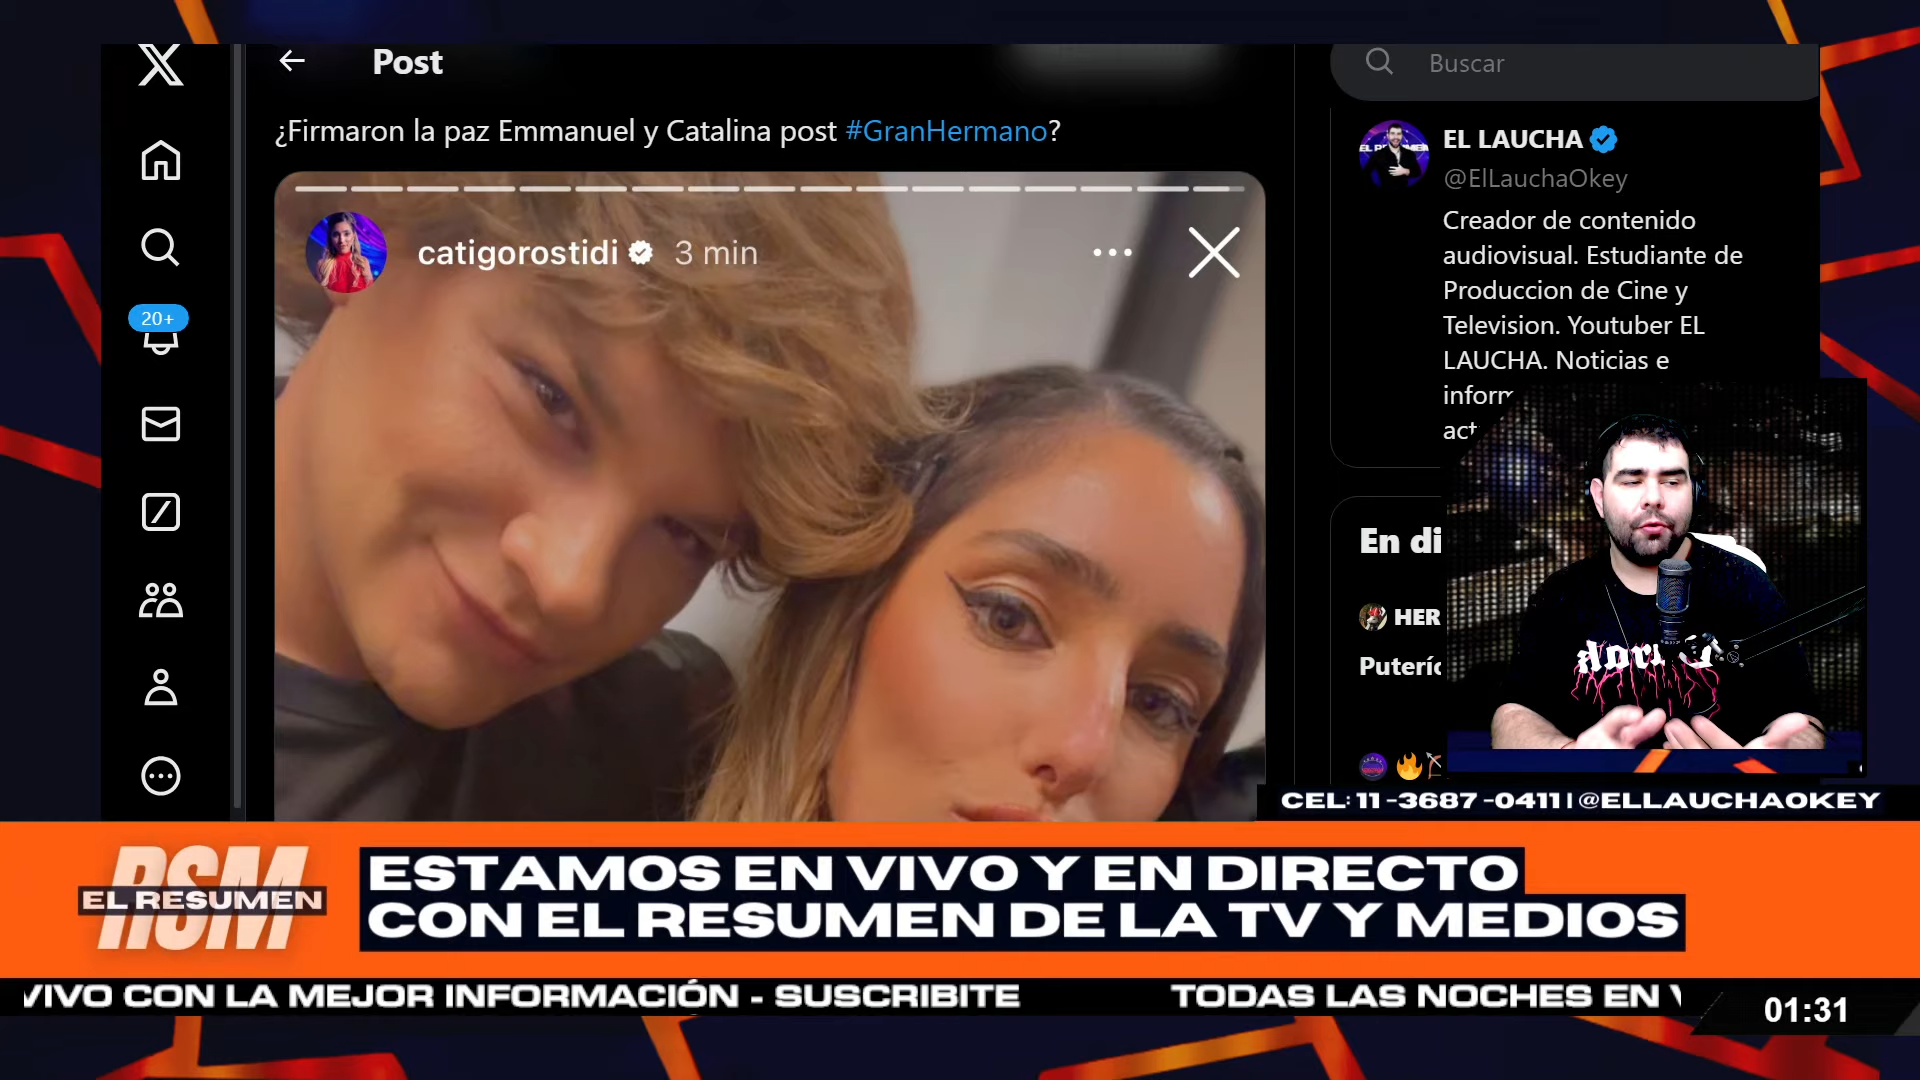 Post
Buscar
¿Firmaron la paz Emmanuel y Catalina post #GranHermano?
catigorostidi 3 min
20+
EL LAUCHA
@ElLauchaOkey
Creador de contenido
audiovisual. Estudiante de
Produccion de Cine y
Television. Youtuber EL
LAUCHA. Noticias e
En di
HER
CEL: 11-3687-0411 | @ELLAUCHAOKEY
RSM
EL RESUMEN
ESTAMOS EN VIVO Y EN DIRECTO
CON EL RESUMEN DE LA TV Y MEDIOS
VIVO CON LA MEJOR INFORMACIÓN - SUSCRIBITE TODAS LAS NOCHES EN
01:31